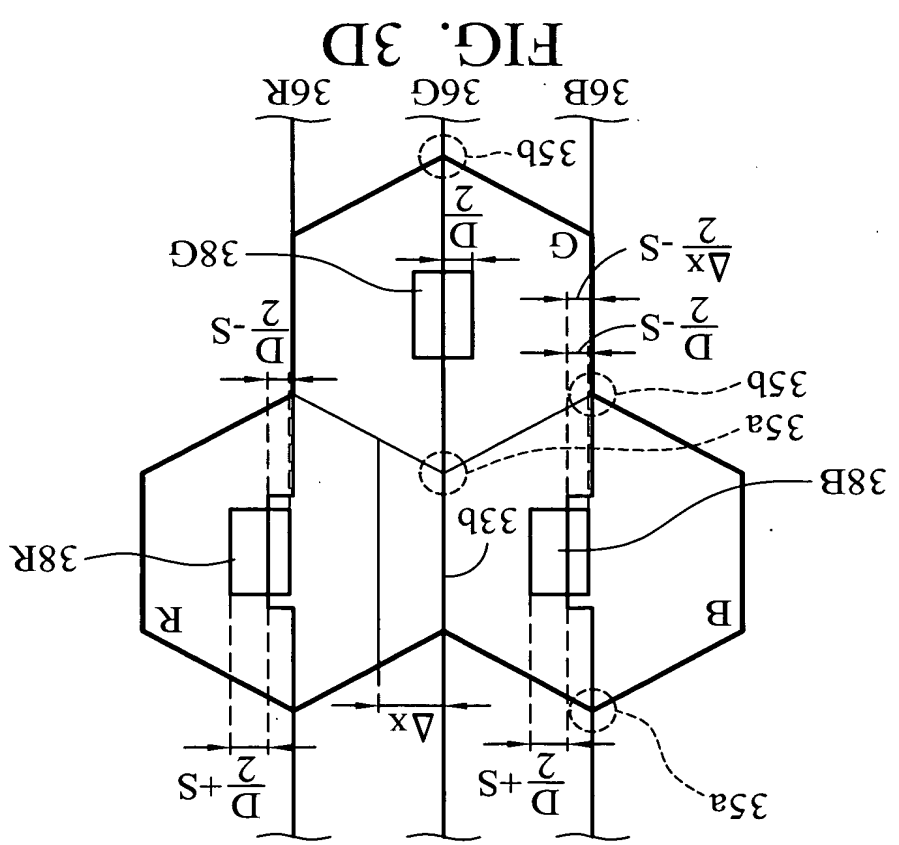 35a
D/2+S
D/2+S
Δx
B
R
38B
33b
38R
35a
35b
D/2-S
D/2-S
Δx/2-S
G
38G
D/2
35b
36B
36G
36R
FIG. 3D